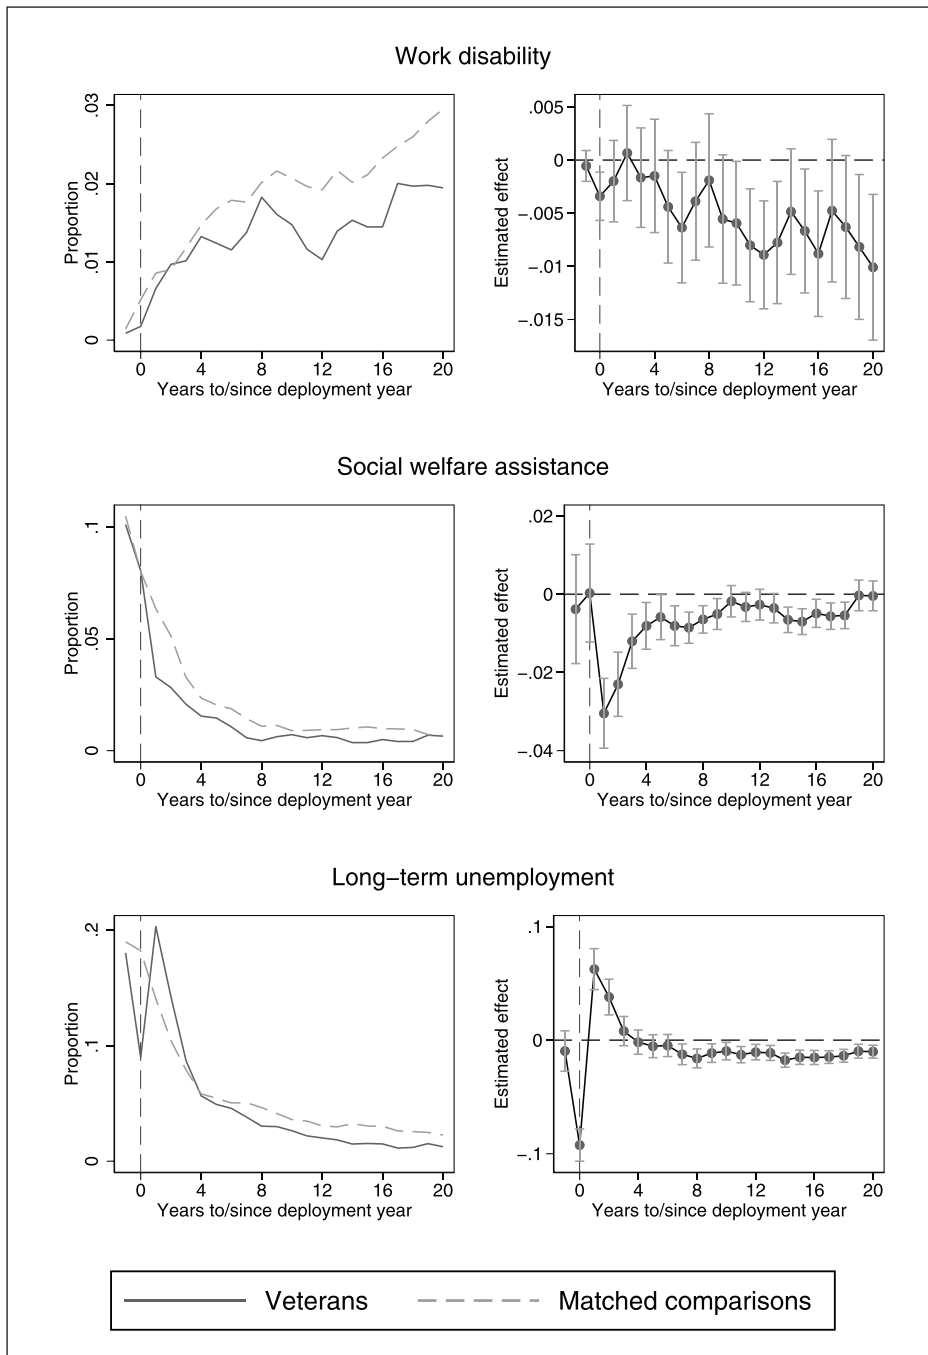 Work disability
Proportion
0
.01
.02
.03
0 4 8 12 16 20
Years to/since deployment year
Estimated effect
.005
0
−.005
−.01
−.015
0 4 8 12 16 20
Years to/since deployment year
Social welfare assistance
Proportion
0
.05
.1
0 4 8 12 16 20
Years to/since deployment year
Estimated effect
.02
0
−.02
−.04
0 4 8 12 16 20
Years to/since deployment year
Long−term unemployment
Proportion
0
.1
.2
0 4 8 12 16 20
Years to/since deployment year
Estimated effect
.1
0
−.1
0 4 8 12 16 20
Years to/since deployment year
Veterans Matched comparisons